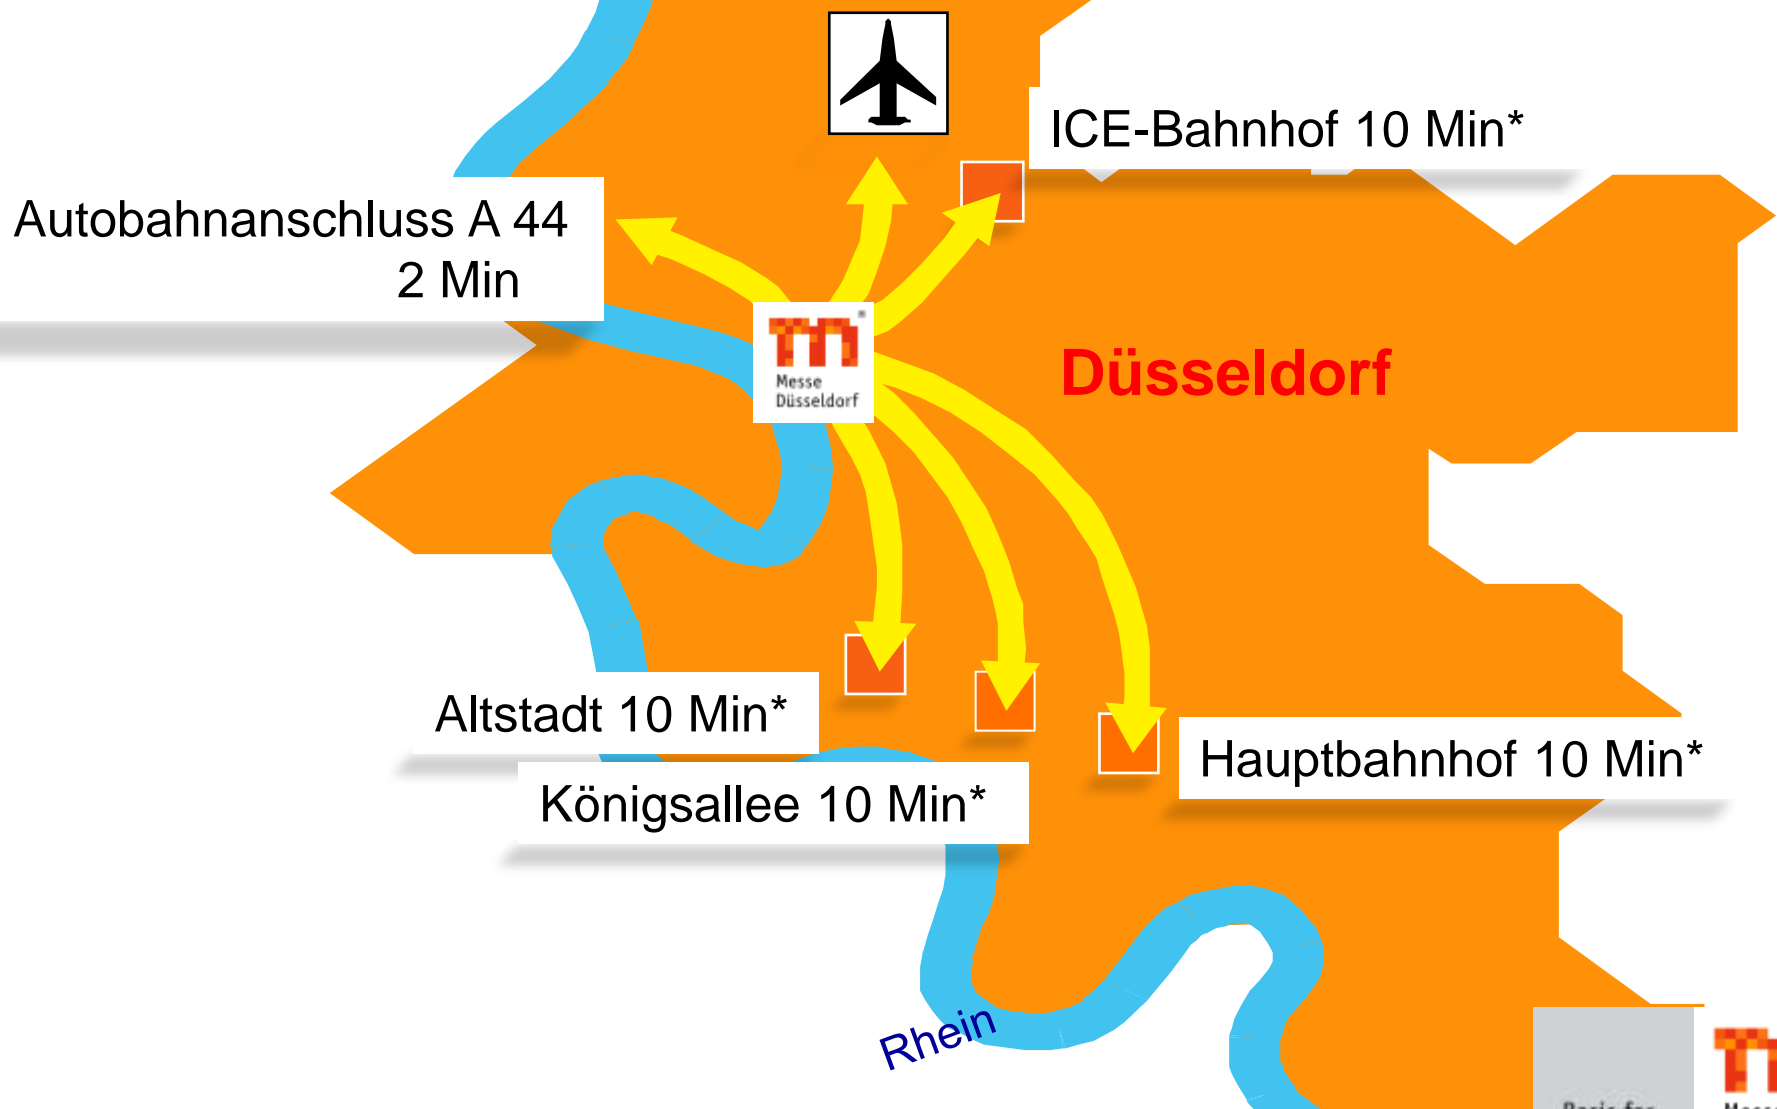 ICE-Bahnhof 10 Min*
Autobahnanschluss A 44
2 Min
Messe
Düsseldorf
Düsseldorf
Altstadt 10 Min*
Königsallee 10 Min*
Hauptbahnhof 10 Min*
Rhein